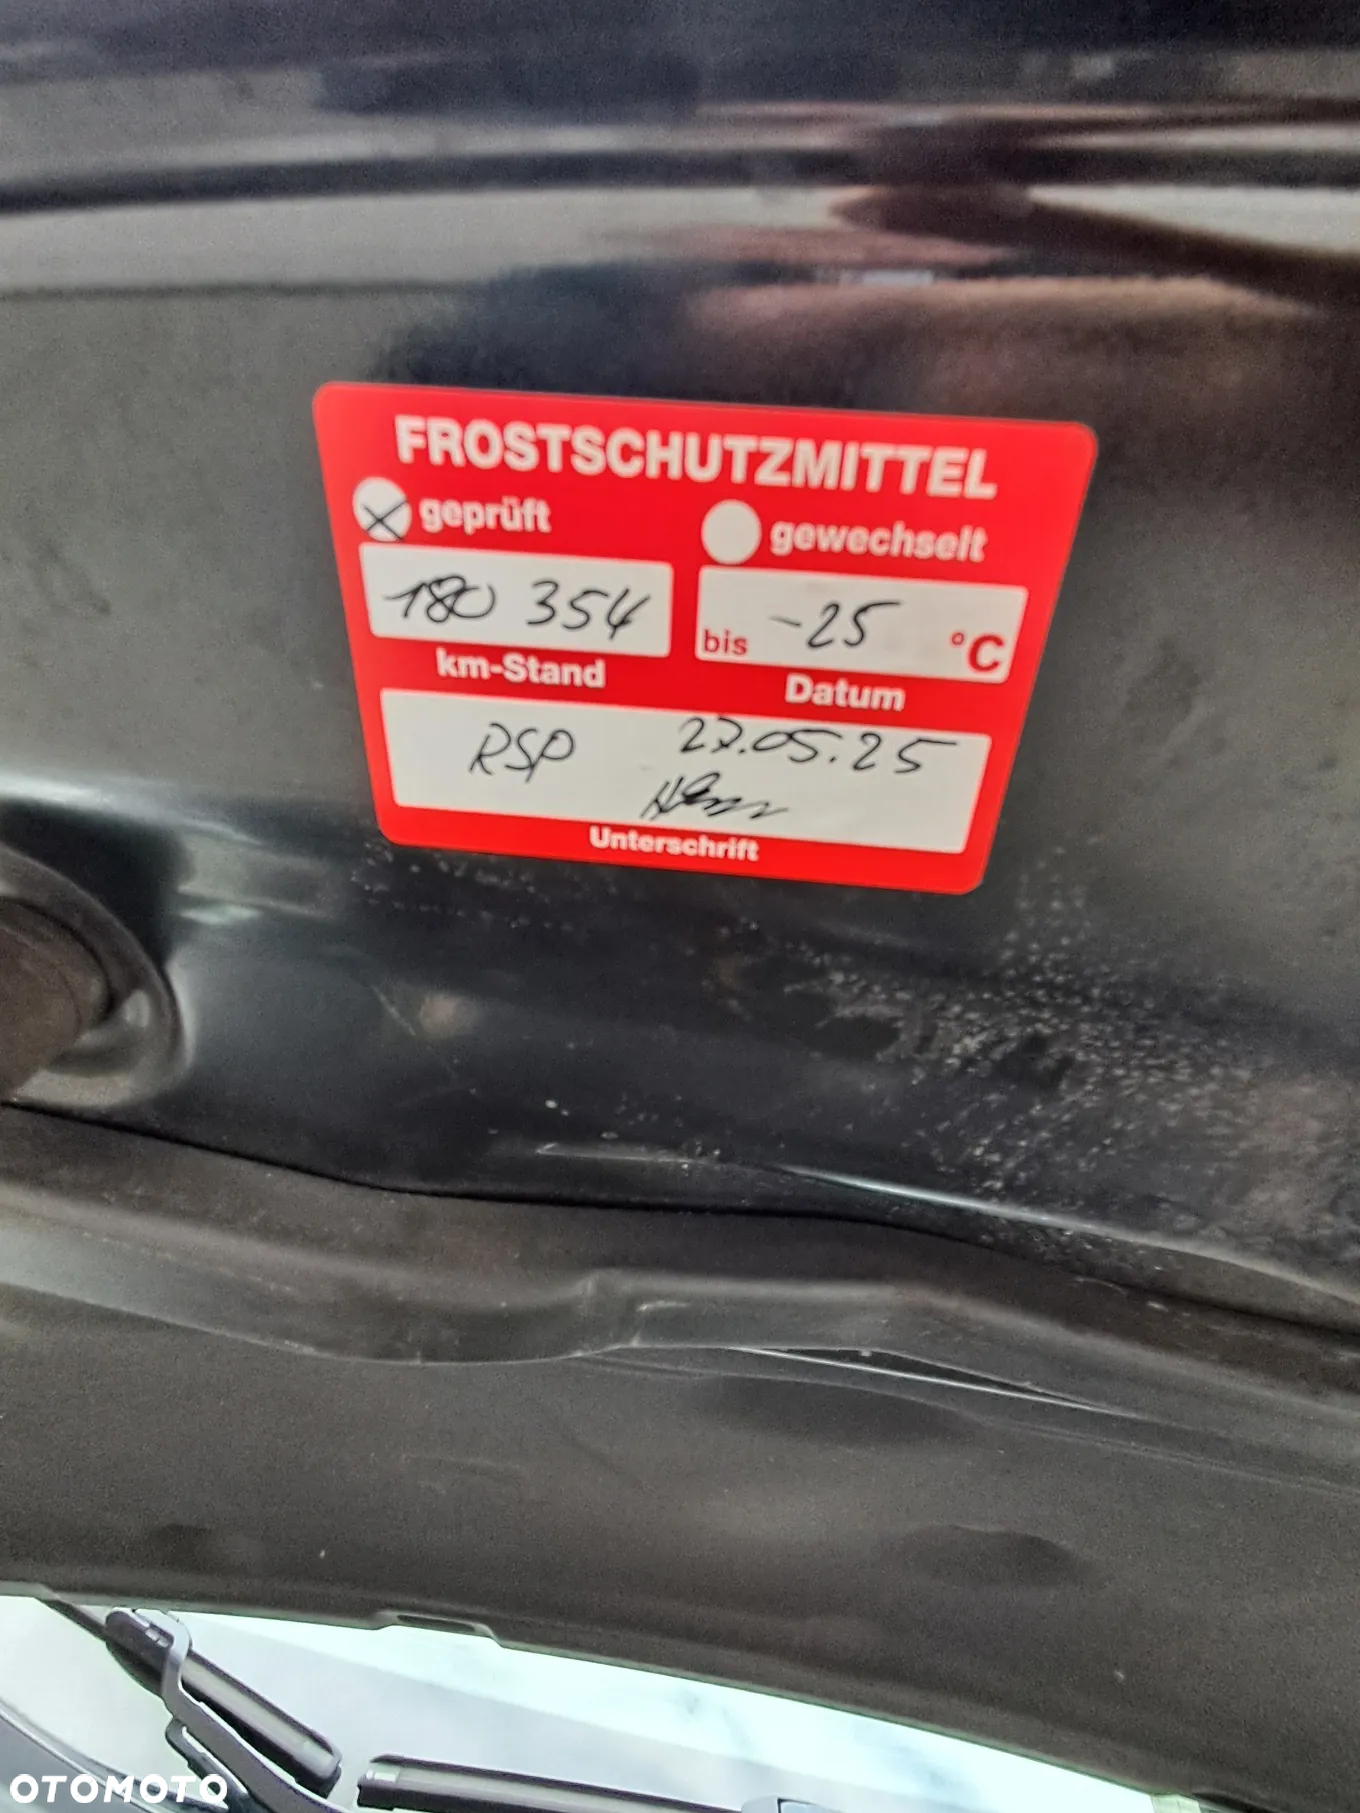 FROSTSCHUTZMITTEL
geprüft gewechselt
180 354 bis -25 °C
km-Stand Datum
RSP 27.05.25
Unterschrift
OTOMOTO